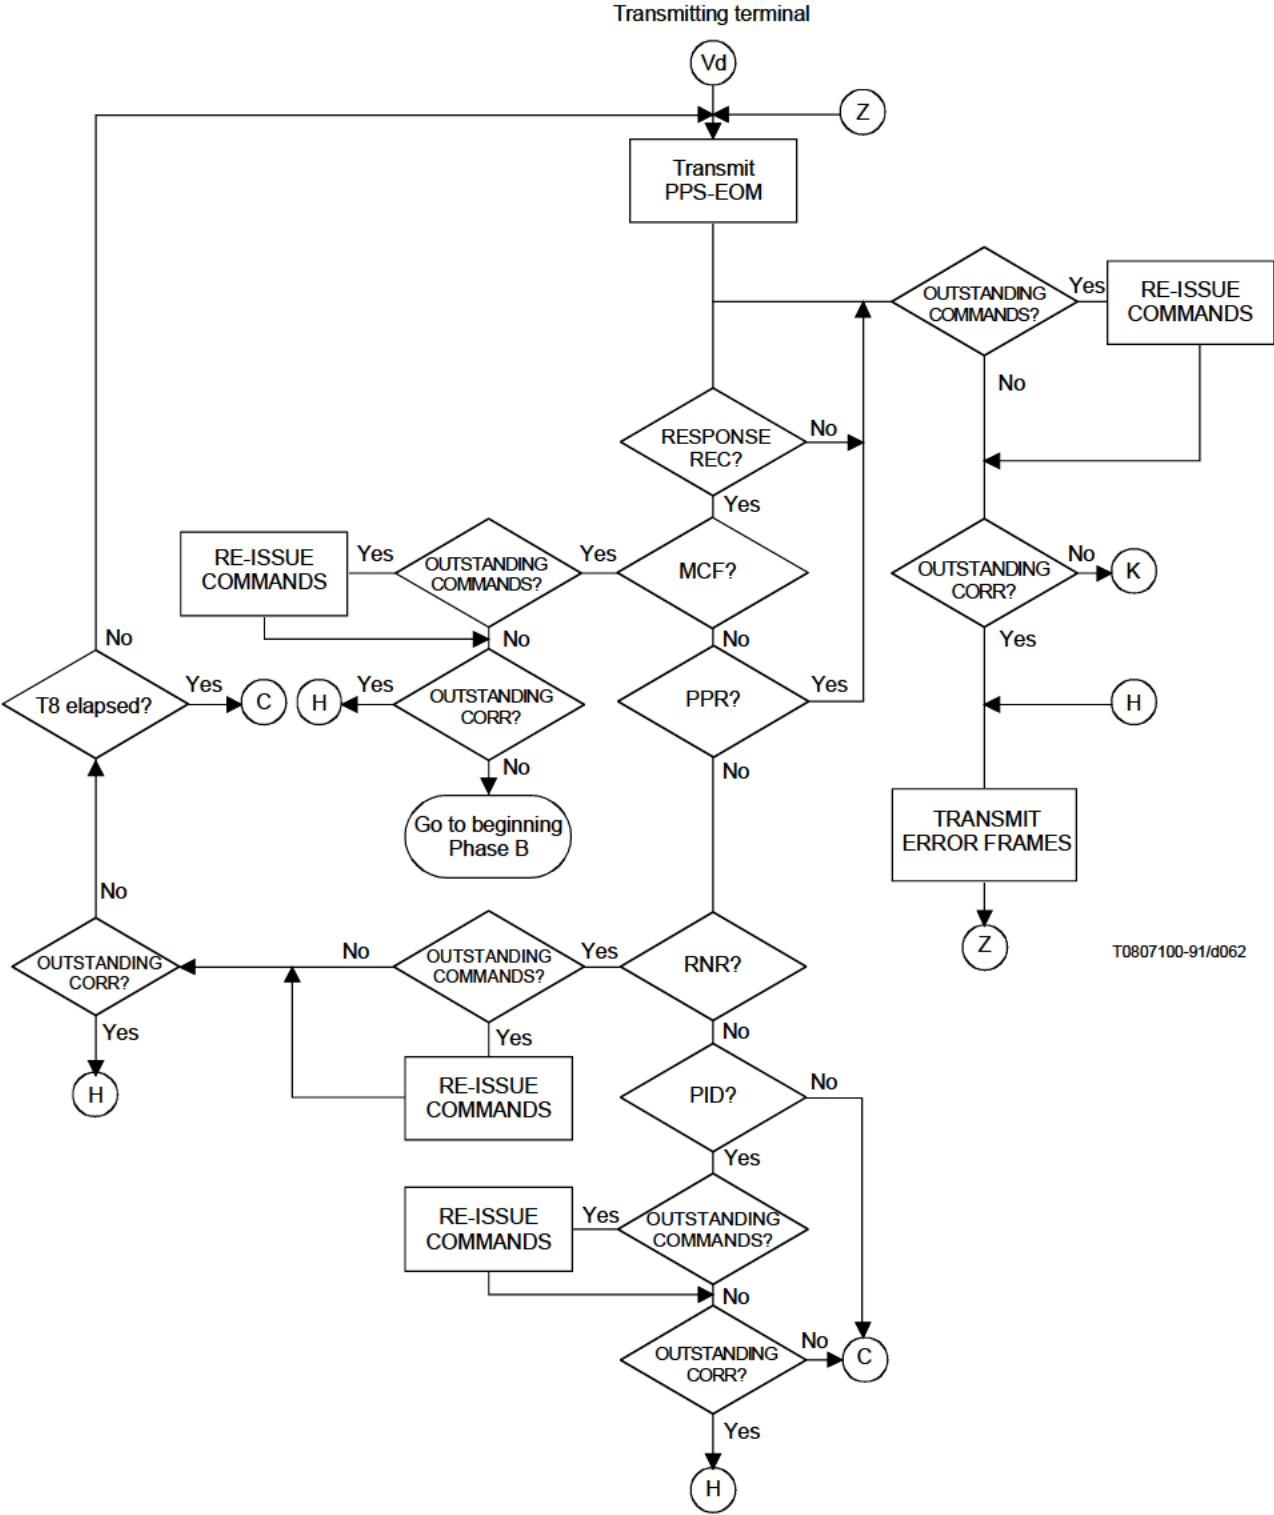 Transmitting terminal
Vd
Z
Transmit
PPS-EOM
OUTSTANDING
COMMANDS?
Yes
RE-ISSUE
COMMANDS
No
RESPONSE
REC?
No
Yes
RE-ISSUE
COMMANDS
Yes
OUTSTANDING
COMMANDS?
Yes
MCF?
OUTSTANDING
CORR?
No
K
No
No
No
Yes
T8 elapsed?
Yes
C
H
Yes
OUTSTANDING
CORR?
PPR?
Yes
H
No
No
Go to beginning
Phase B
TRANSMIT
ERROR FRAMES
No
OUTSTANDING
CORR?
No
OUTSTANDING
COMMANDS?
Yes
RNR?
Z
T0807100-91/d062
Yes
Yes
No
H
RE-ISSUE
COMMANDS
PID?
No
Yes
RE-ISSUE
COMMANDS
Yes
OUTSTANDING
COMMANDS?
No
OUTSTANDING
CORR?
No
C
Yes
H